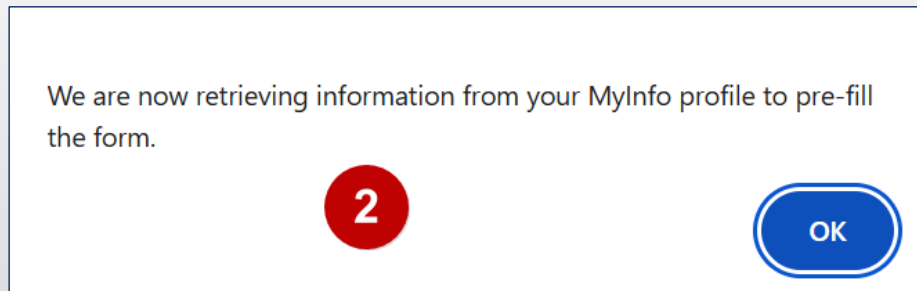 We are now retrieving information from your MyInfo profile to pre-fill
the form.
2
OK